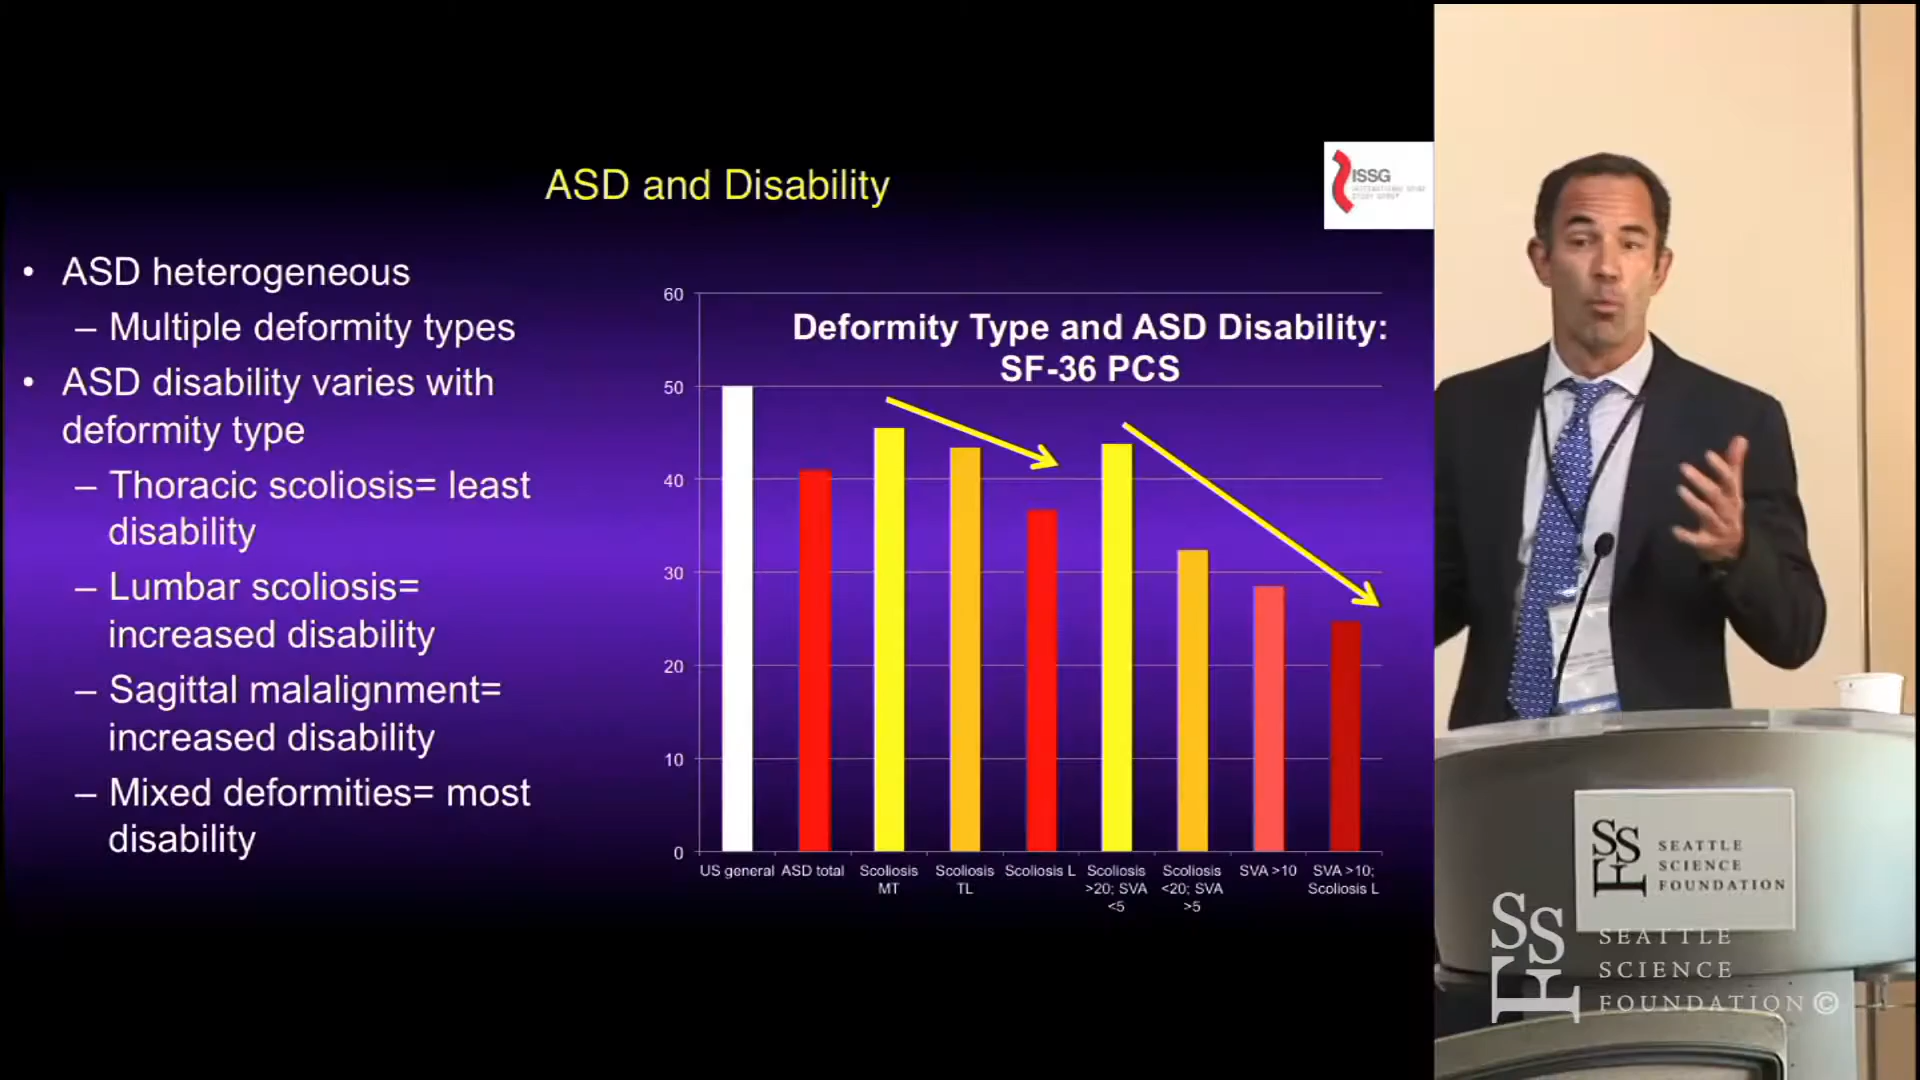 ASD and Disability
ISSG
• ASD heterogeneous
– Multiple deformity types
• ASD disability varies with
deformity type
– Thoracic scoliosis= least
disability
– Lumbar scoliosis=
increased disability
– Sagittal malalignment=
increased disability
– Mixed deformities= most
disability
Deformity Type and ASD Disability:
SF-36 PCS
60
50
40
30
20
10
0
US general
ASD total
Scoliosis
MT
Scoliosis
TL
Scoliosis L
Scoliosis
>20; SVA
<5
Scoliosis
<20; SVA
>5
SVA >10
SVA >10;
Scoliosis L
SSF
SEATTLE
SCIENCE
FOUNDATION
SSF
SEATTLE
SCIENCE
FOUNDATION©